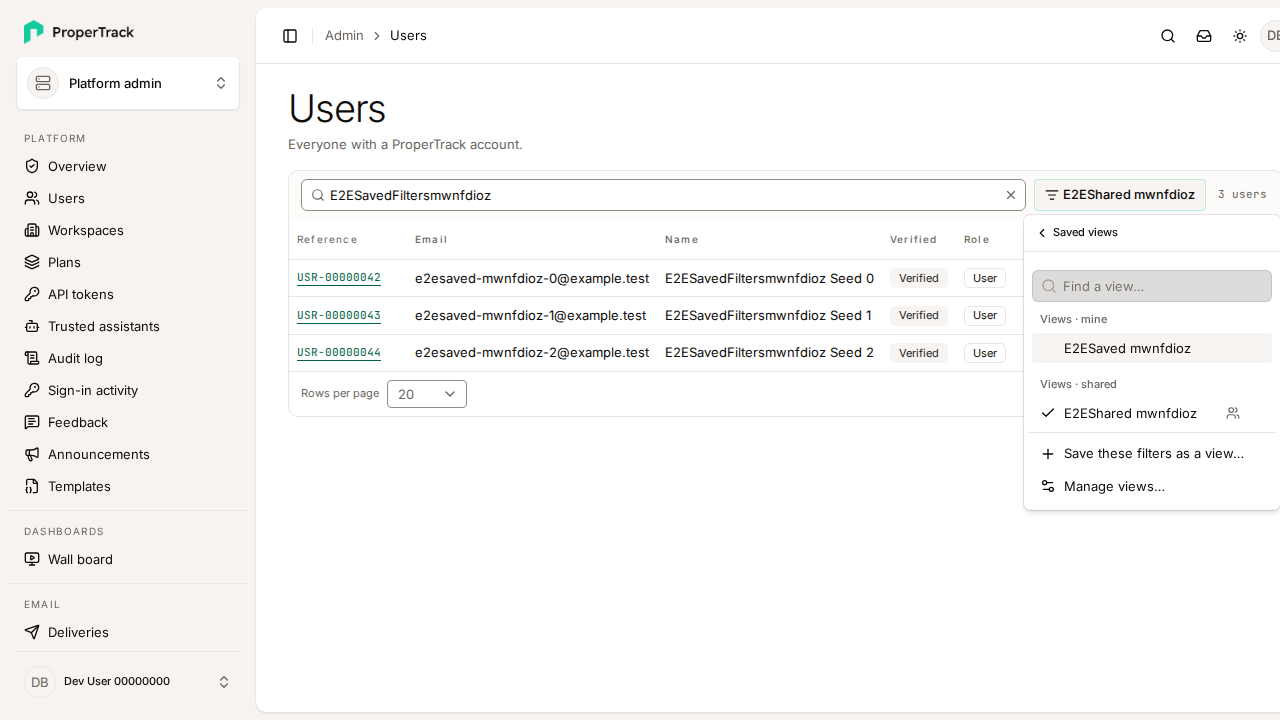 ProperTrack
Platform admin
PLATFORM
Overview
Users
Workspaces
Plans
API tokens
Trusted assistants
Audit log
Sign-in activity
Feedback
Announcements
Templates
DASHBOARDS
Wall board
EMAIL
Deliveries
DB
Dev User 00000000
Admin
Users
Users
Everyone with a ProperTrack account.
E2ESavedFiltersmwnfdioz
E2EShared mwnfdioz
3 users
Reference Email Name Verified Role
USR-00000042 e2esaved-mwnfdioz-0@example.test E2ESavedFiltersmwnfdioz Seed 0 Verified User
USR-00000043 e2esaved-mwnfdioz-1@example.test E2ESavedFiltersmwnfdioz Seed 1 Verified User
USR-00000044 e2esaved-mwnfdioz-2@example.test E2ESavedFiltersmwnfdioz Seed 2 Verified User
Rows per page 20
Saved views
Find a view...
Views · mine
E2ESaved mwnfdioz
Views · shared
E2EShared mwnfdioz
Save these filters as a view...
Manage views...